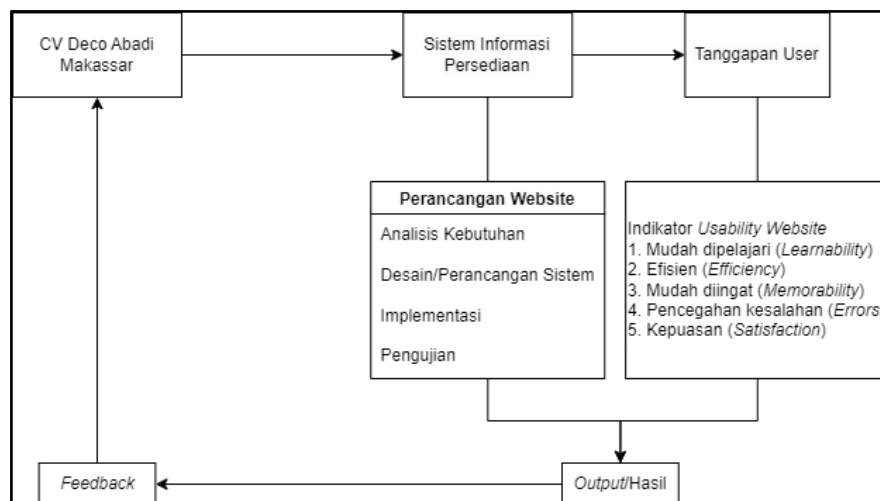 CV Deco Abadi
Makassar
Sistem Informasi
Persediaan
Tanggapan User
Perancangan Website
Analisis Kebutuhan
Desain/Perancangan Sistem
Implementasi
Pengujian
Indikator Usability Website
1. Mudah dipelajari (Learnability)
2. Efisien (Efficiency)
3. Mudah diingat (Memorability)
4. Pencegahan kesalahan (Errors
5. Kepuasan (Satisfaction)
Feedback
Output/Hasil